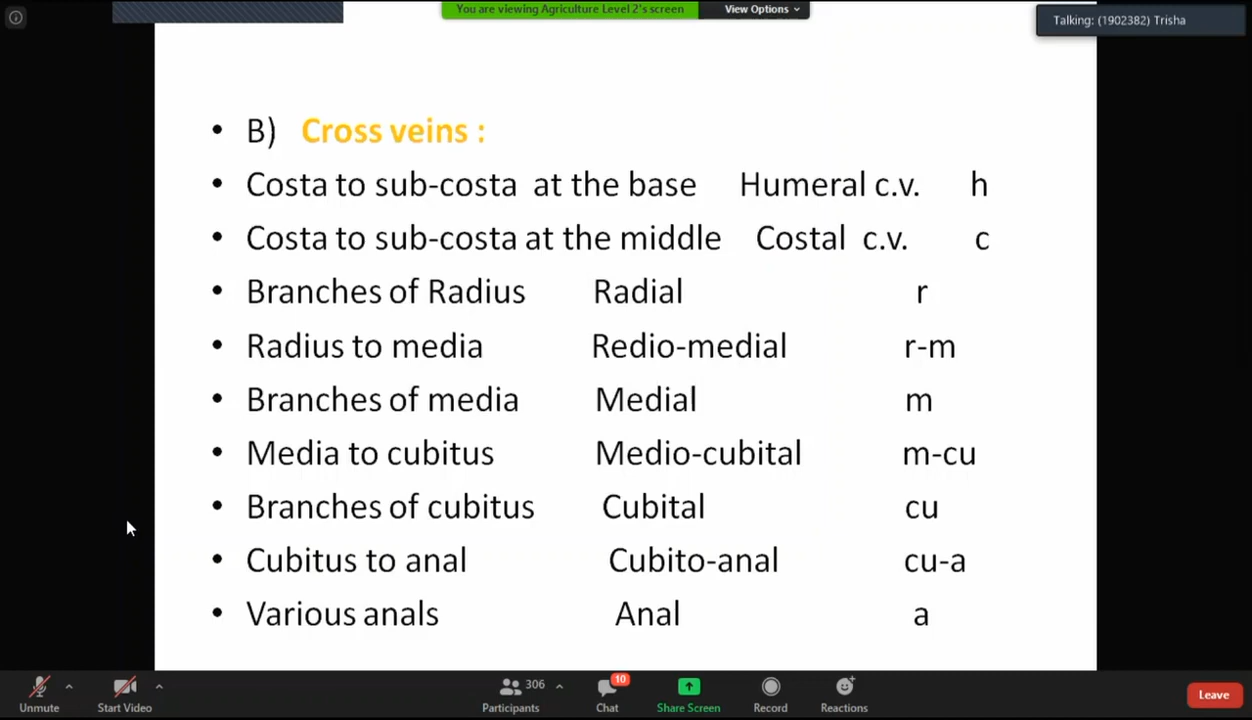 You are viewing Agriculture Level 2's screen View Options
Talking: (1902382) Trisha
• B) Cross veins :
• Costa to sub-costa at the base Humeral c.v. h
• Costa to sub-costa at the middle Costal c.v. c
• Branches of Radius Radial r
• Radius to media Redio-medial r-m
• Branches of media Medial m
• Media to cubitus Medio-cubital m-cu
• Branches of cubitus Cubital cu
• Cubitus to anal Cubito-anal cu-a
• Various anals Anal a
306 10
Unmute Start Video Participants Chat Share Screen Record Reactions Leave